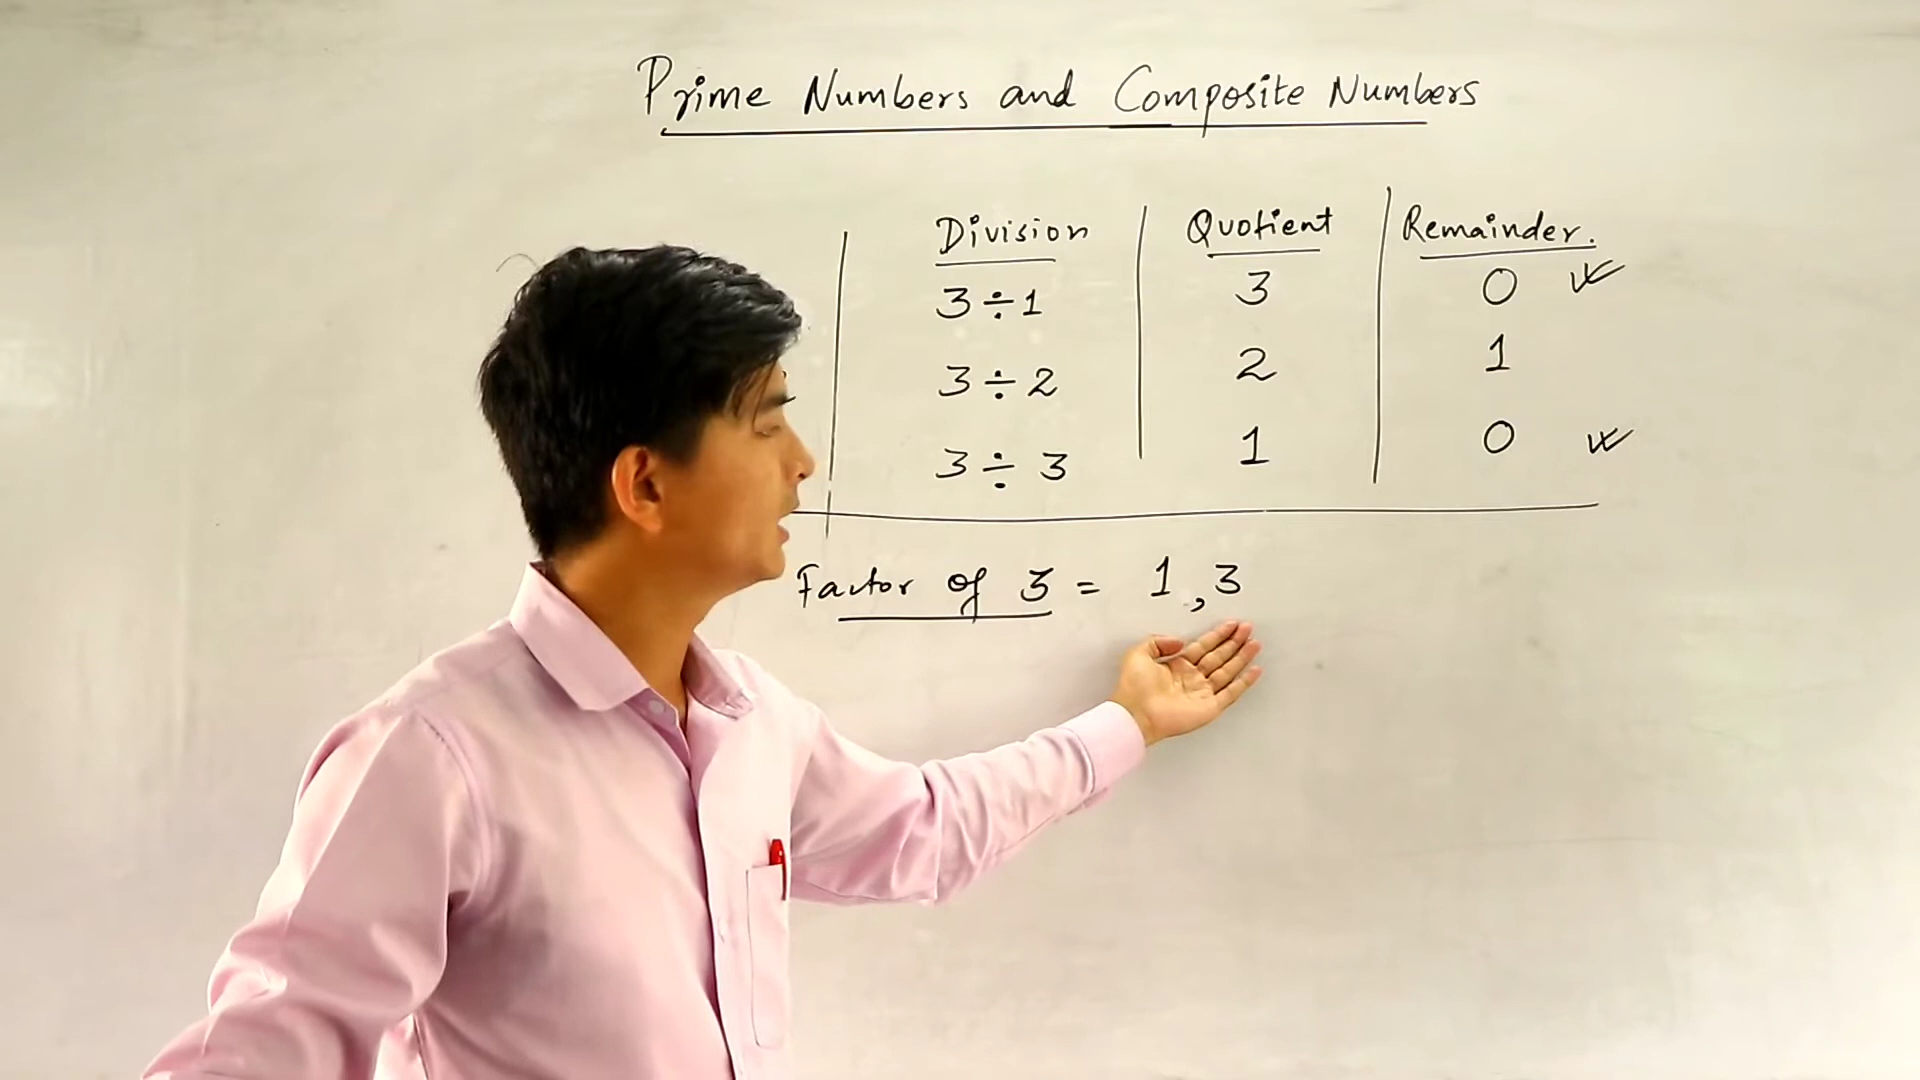 Prime Numbers and Composite Numbers
Division Quotient Remainder.
3÷1 3 0
3÷2 2 1
3÷3 1 0
Factor of 3 = 1,3